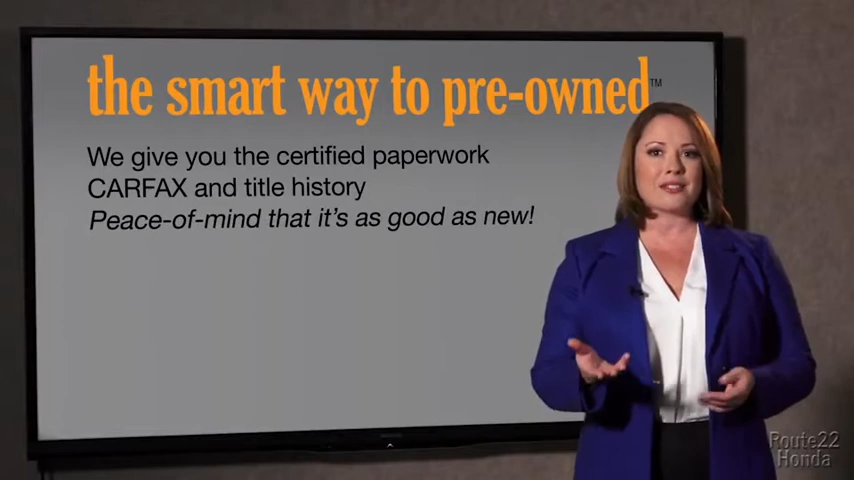 the smart way to pre-owned™
We give you the certified paperwork
CARFAX and title history
Peace-of-mind that it's as good as new!
Route22
Honda